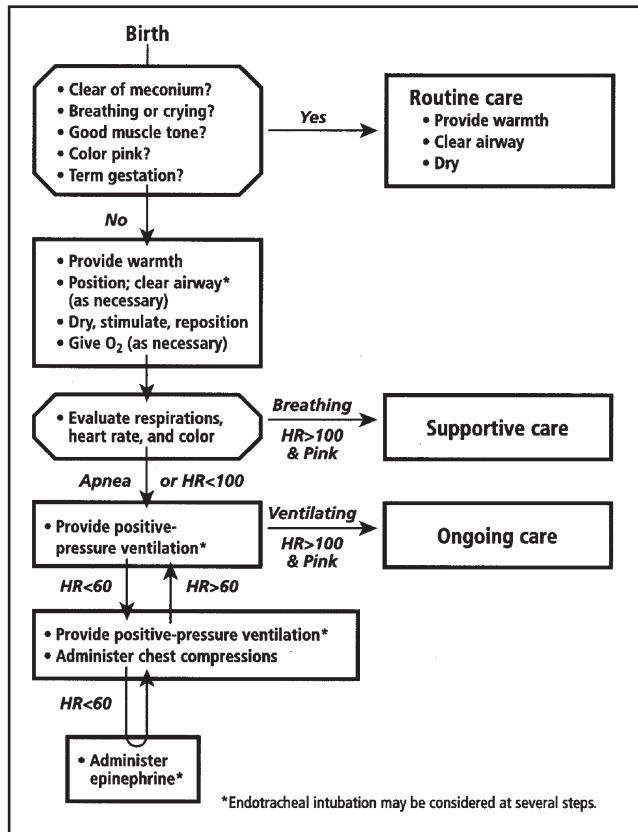 Birth
• Clear of meconium?
• Breathing or crying?
• Good muscle tone?
• Color pink?
• Term gestation?
Yes
Routine care
• Provide warmth
• Clear airway
• Dry
No
• Provide warmth
• Position; clear airway*
(as necessary)
• Dry, stimulate, reposition
• Give O₂ (as necessary)
• Evaluate respirations,
heart rate, and color
Breathing
HR>100
& Pink
Supportive care
Apnea or HR<100
• Provide positive-
pressure ventilation*
Ventilating
HR>100
& Pink
Ongoing care
HR<60 HR>60
• Provide positive-pressure ventilation*
• Administer chest compressions
HR<60
• Administer
epinephrine*
*Endotracheal intubation may be considered at several steps.